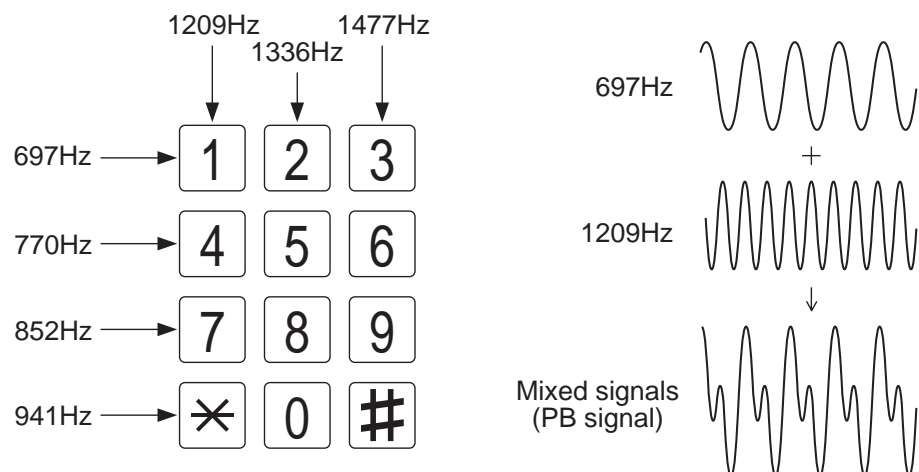 1209Hz
1336Hz
1477Hz
697Hz
1 2 3
770Hz
4 5 6
852Hz
7 8 9
941Hz
* 0 #
697Hz
+
1209Hz
Mixed signals
(PB signal)